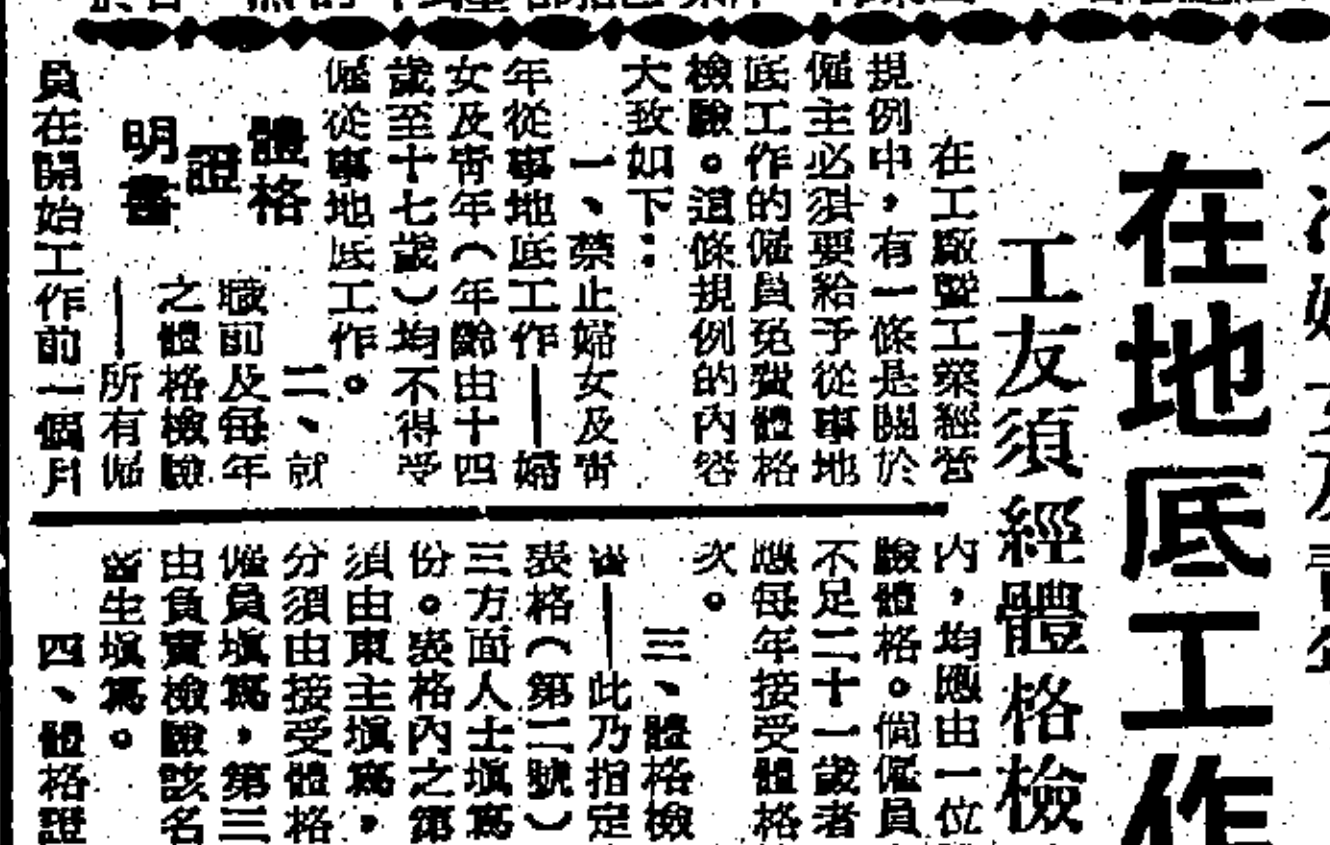 在地底工作
工友須經體格檢
在工廠暨工業經營
規例中，有一條是關於
僱主必須要給予從事地
底工作的僱員免費體格
檢驗。這條規例的內容
大致如下：
一、禁止婦女及青
年從事地底工作——婦
女及青年（年齡由十四
歲至十七歲）均不得受
僱從事地底工作。
體格
證
明書
二、就
職前及每年
之體格檢驗
——所有僱
員在開始工作前一個月
內，均應由一位
驗體格。倘僱員
不足二十一歲者
應每年接受體格
次。
三、體格檢
——此乃指定
表格（第二號）
三方面人士填寫
份。表格內之第
須由東主填寫，
分須由接受體格
僱員填寫，第三
由負責檢驗該名
醫生填寫。
四、體格證